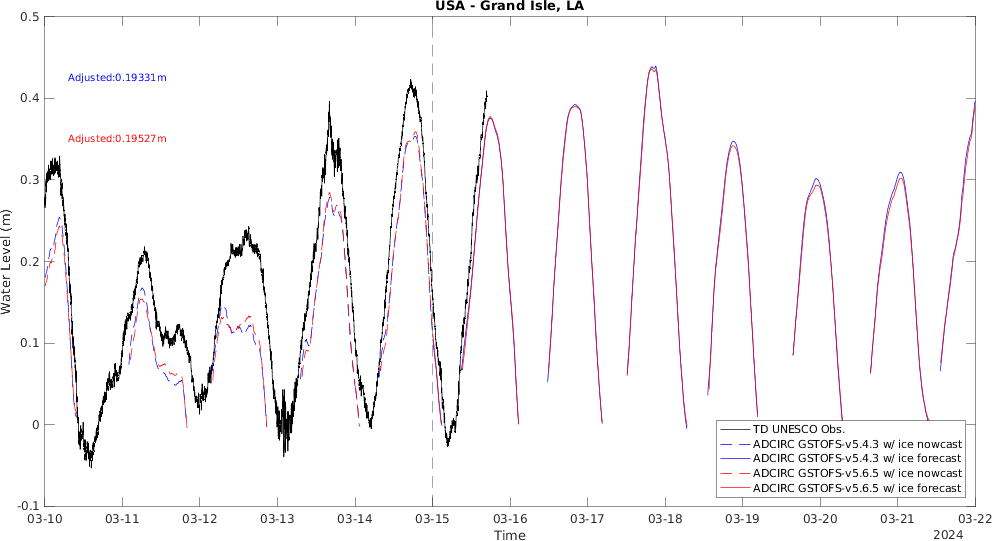 USA - Grand Isle, LA
0.5
Adjusted:0.19331m
0.4
Adjusted:0.19527m
0.3
Water Level (m)
0.2
0.1
0
TD UNESCO Obs.
ADCIRC GSTOFS-v5.4.3 w/ ice nowcast
ADCIRC GSTOFS-v5.4.3 w/ ice forecast
ADCIRC GSTOFS-v5.6.5 w/ ice nowcast
ADCIRC GSTOFS-v5.6.5 w/ ice forecast
-0.1
03-10 03-11 03-12 03-13 03-14 03-15 03-16 03-17 03-18 03-19 03-20 03-21 03-22
Time
2024